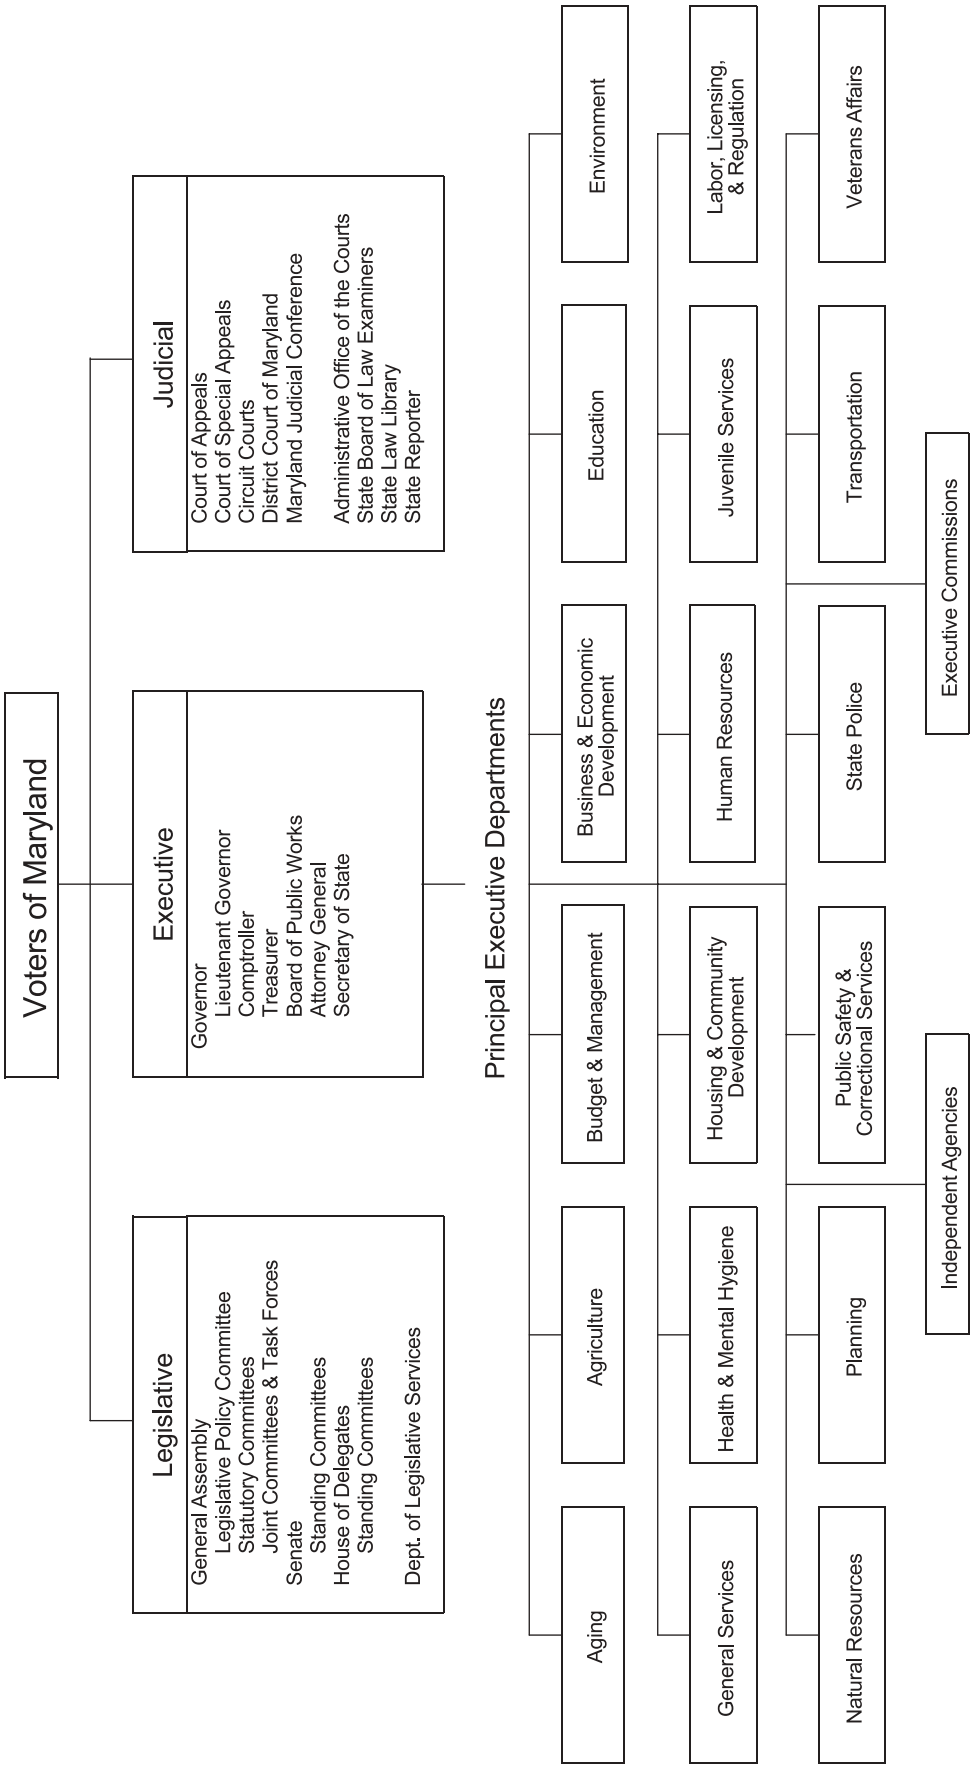 Voters of Maryland
Legislative
General Assembly
Legislative Policy Committee
Statutory Committees
Joint Committees & Task Forces
Senate
Standing Committees
House of Delegates
Standing Committees
Dept. of Legislative Services
Executive
Governor
Lieutenant Governor
Comptroller
Treasurer
Board of Public Works
Attorney General
Secretary of State
Judicial
Court of Appeals
Court of Special Appeals
Circuit Courts
District Court of Maryland
Maryland Judicial Conference
Administrative Office of the Courts
State Board of Law Examiners
State Law Library
State Reporter
Principal Executive Departments
Aging
Agriculture
Budget & Management
Business & Economic
Development
Education
Environment
General Services
Health & Mental Hygiene
Housing & Community
Development
Human Resources
Juvenile Services
Labor, Licensing,
& Regulation
Natural Resources
Planning
Public Safety &
Correctional Services
State Police
Transportation
Veterans Affairs
Independent Agencies
Executive Commissions